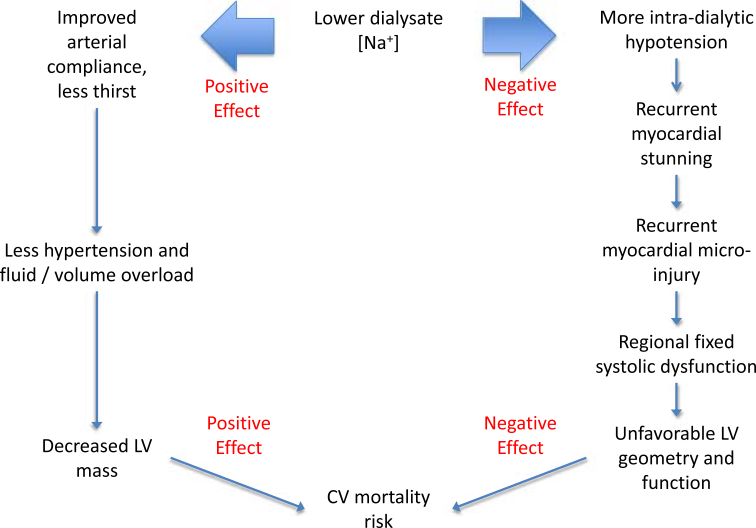 Improved
arterial
compliance,
less thirst
Positive
Effect
Lower dialysate
[Na⁺]
Negative
Effect
More intra-dialytic
hypotension
Recurrent
myocardial
stunning
Less hypertension and
fluid / volume overload
Recurrent
myocardial micro-
injury
Regional fixed
systolic dysfunction
Decreased LV
mass
Positive
Effect
Negative
Effect
Unfavorable LV
geometry and
function
CV mortality
risk